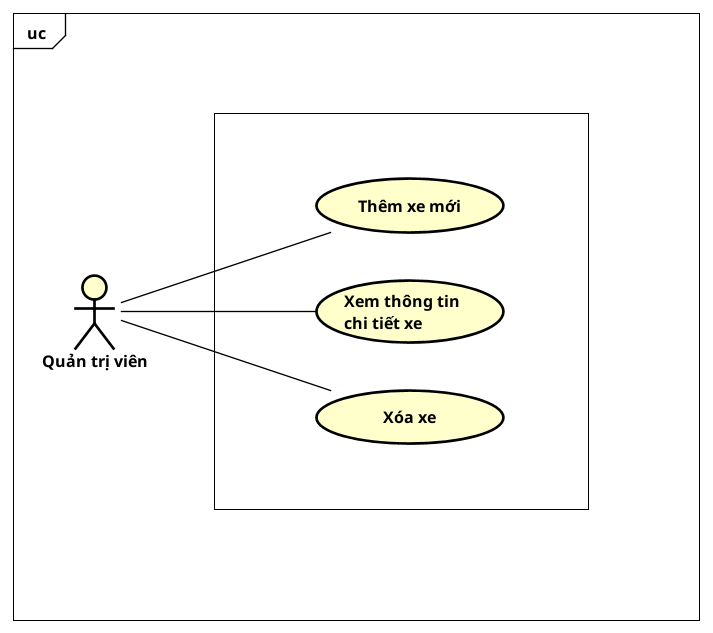 uc
Thêm xe mới
Xem thông tin
chi tiết xe
Quản trị viên
Xóa xe